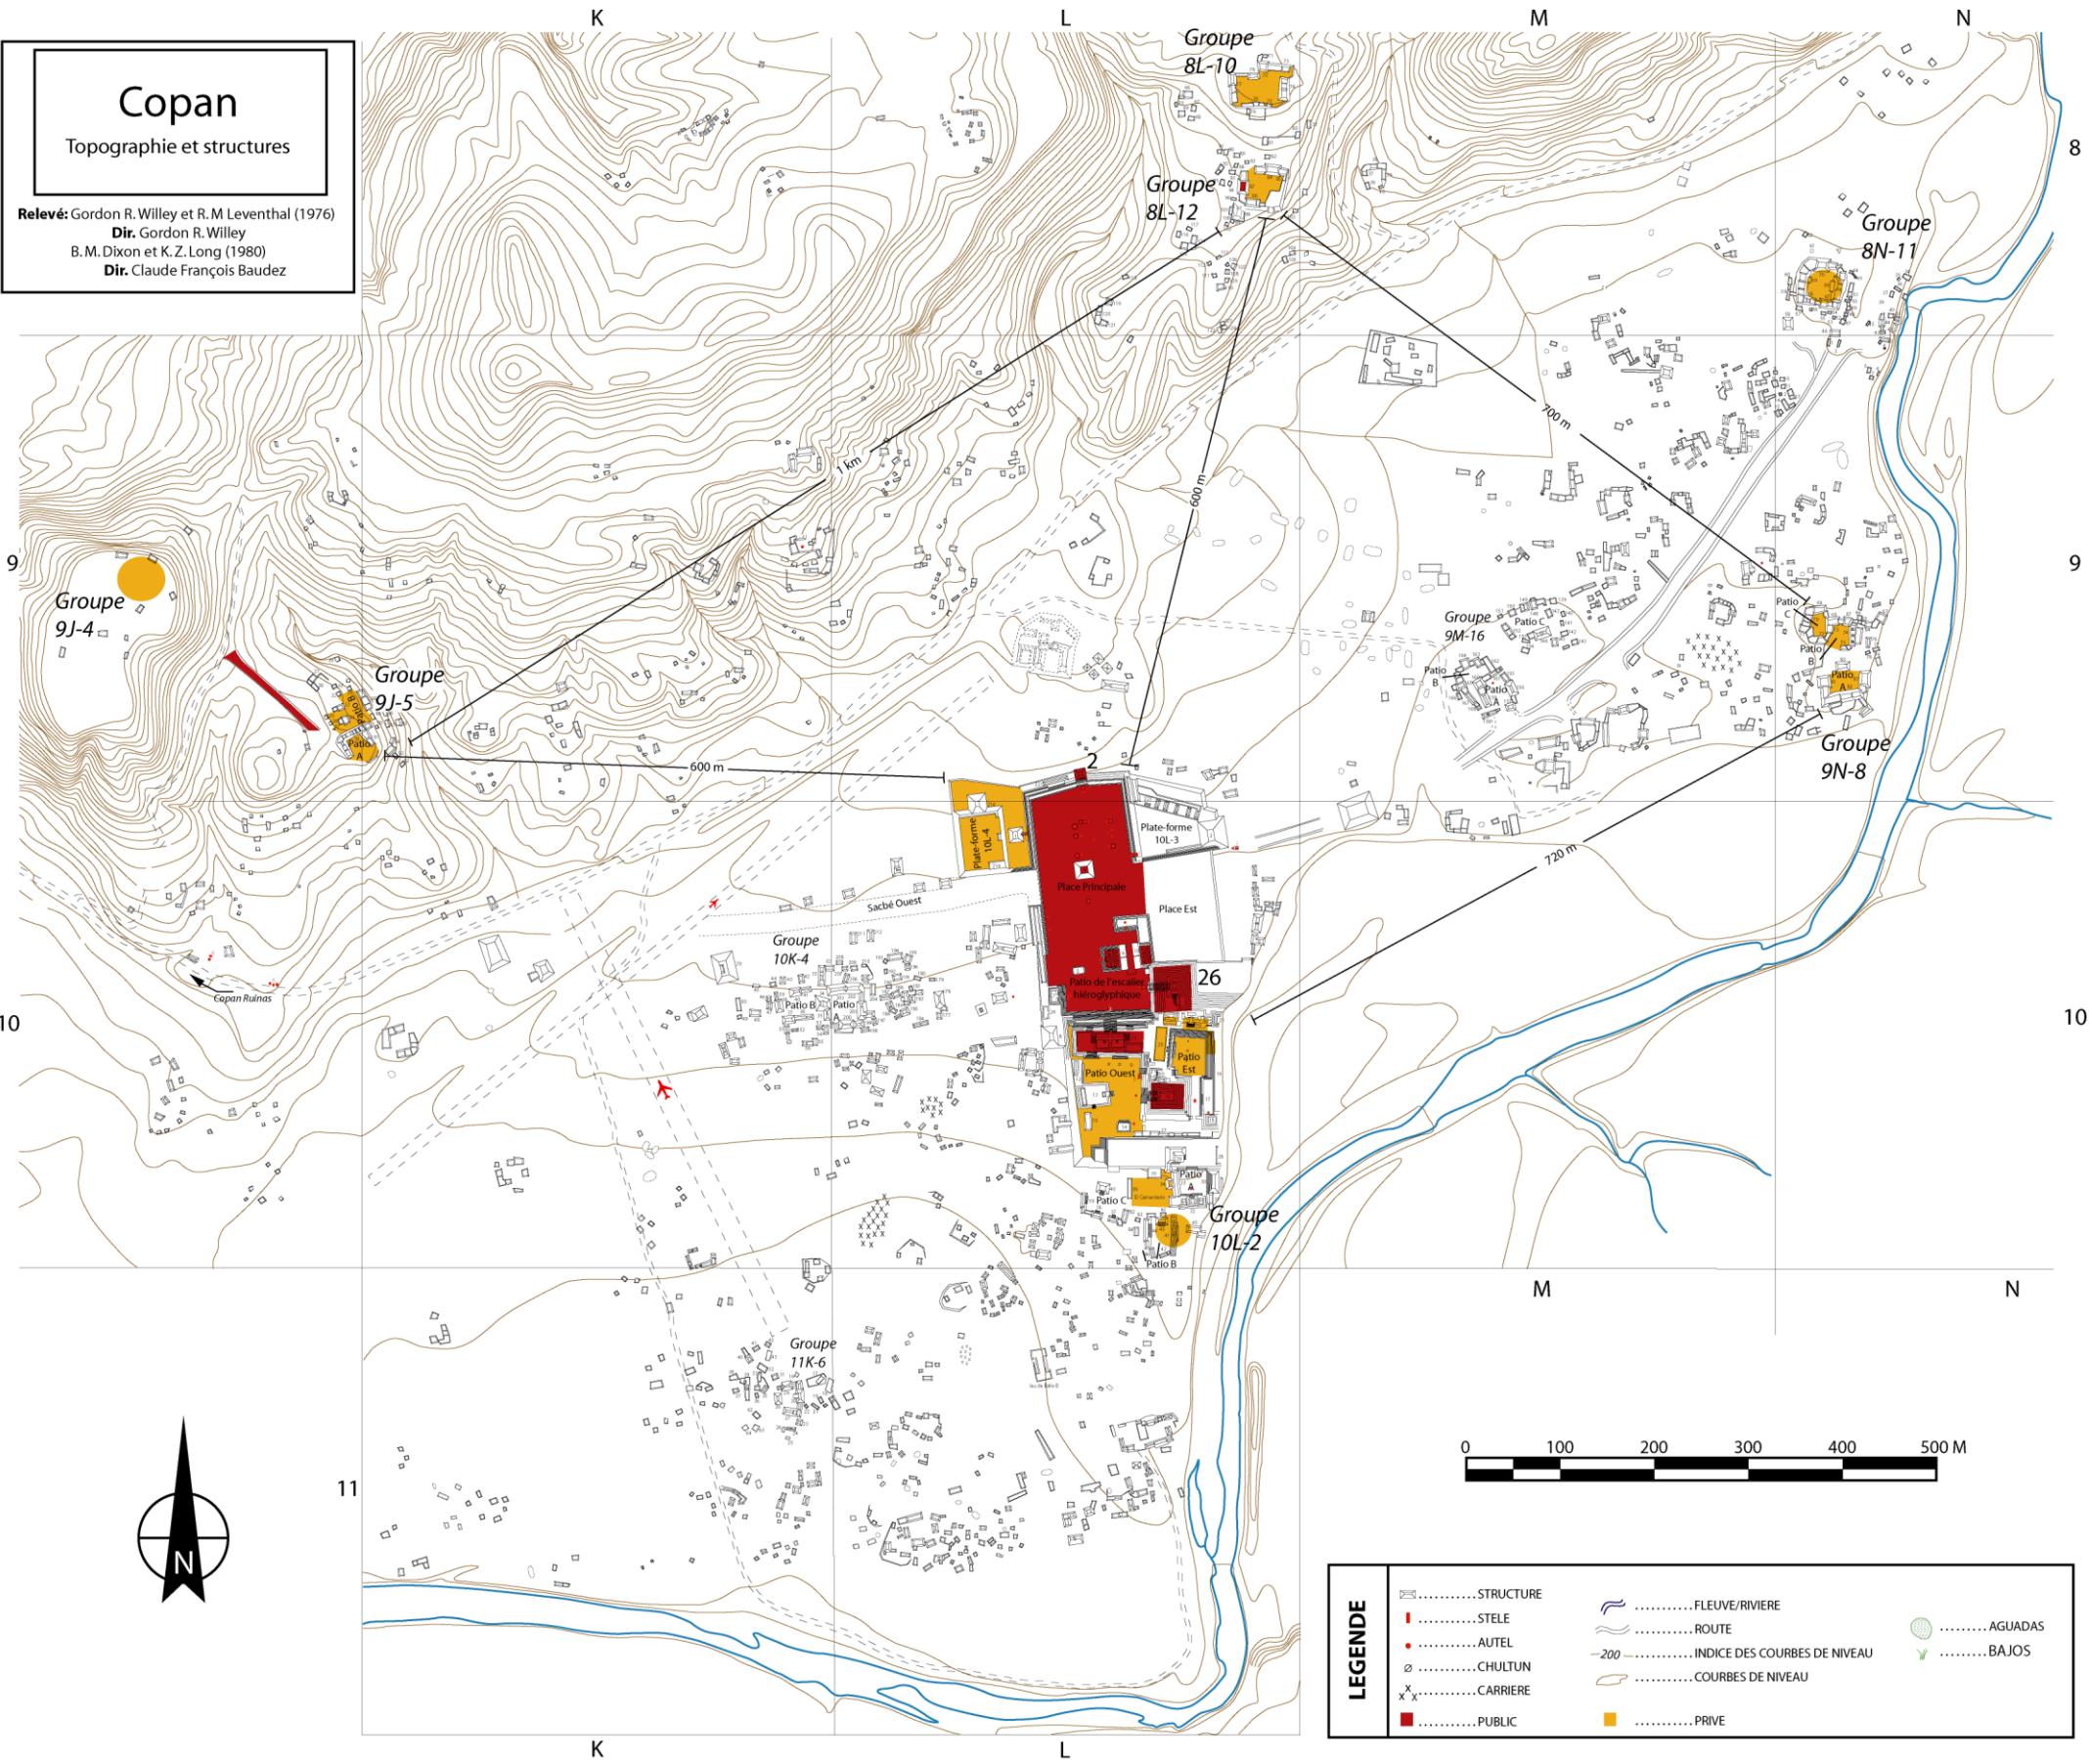 K
L
M
N
Copan
Topographie et structures
Relevé: Gordon R. Willey et R. M Leventhal (1976)
Dir. Gordon R. Willey
B. M. Dixon et K. Z. Long (1980)
Dir. Claude François Baudez
Groupe
8L-10
8
Groupe
8L-12
Groupe
8N-11
700 m
1 km
600 m
9
9
Groupe
9J-4
Patio
C
Groupe
9M-16
Patio C
Patio
B
Patio
B
Patio
A
Patio
A
Groupe
9J-5
Patio B
Patio
A
Groupe
9N-8
600 m
2
Plate-forme
10L-4
Plate-forme
10L-3
720 m
Place Principale
Sacbé Ouest
Place Est
Groupe
10K-4
26
Patio de l'escalier
hiéroglyphique
Copan Ruinas
Patio B
Patio
A
10
10
Patio
Est
Patio Ouest
Patio
A
Patio C
Groupe
10L-2
Patio B
M
N
Groupe
11K-6
0 100 200 300 400 500 M
11
N
LEGENDE
STRUCTURE
STELE
AUTEL
CHULTUN
CARRIERE
PUBLIC
FLEUVE/RIVIERE
ROUTE
200 INDICE DES COURBES DE NIVEAU
COURBES DE NIVEAU
PRIVE
AGUADAS
BAJOS
K
L